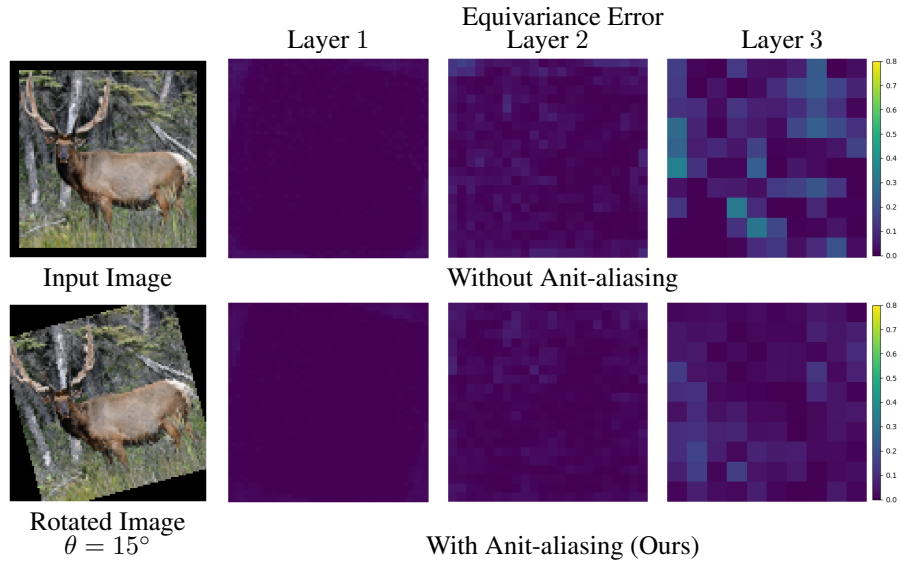 Equivariance Error
Layer 1
Layer 2
Layer 3
0.8
0.7
0.6
0.5
0.4
0.3
0.2
0.1
0.0
Input Image
Without Anit-aliasing
0.8
0.7
0.6
0.5
0.4
0.3
0.2
0.1
0.0
Rotated Image
θ = 15°
With Anit-aliasing (Ours)